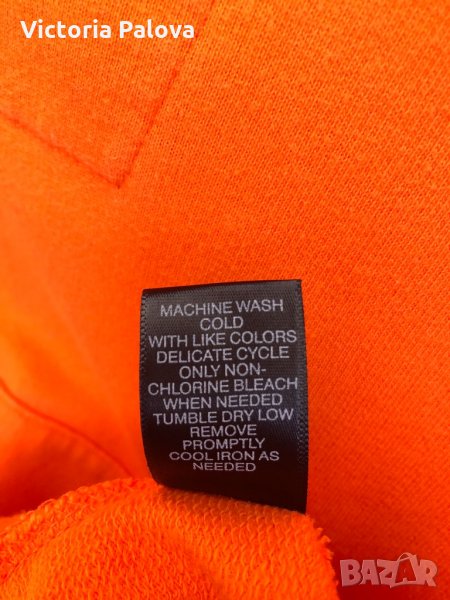 Victoria Palova
MACHINE WASH
COLD
WITH LIKE COLORS
DELICATE CYCLE
ONLY NON-
CHLORINE BLEACH
WHEN NEEDED
TUMBLE DRY LOW
REMOVE
PROMPTLY
COOL IRON AS
NEEDED
BAZAR